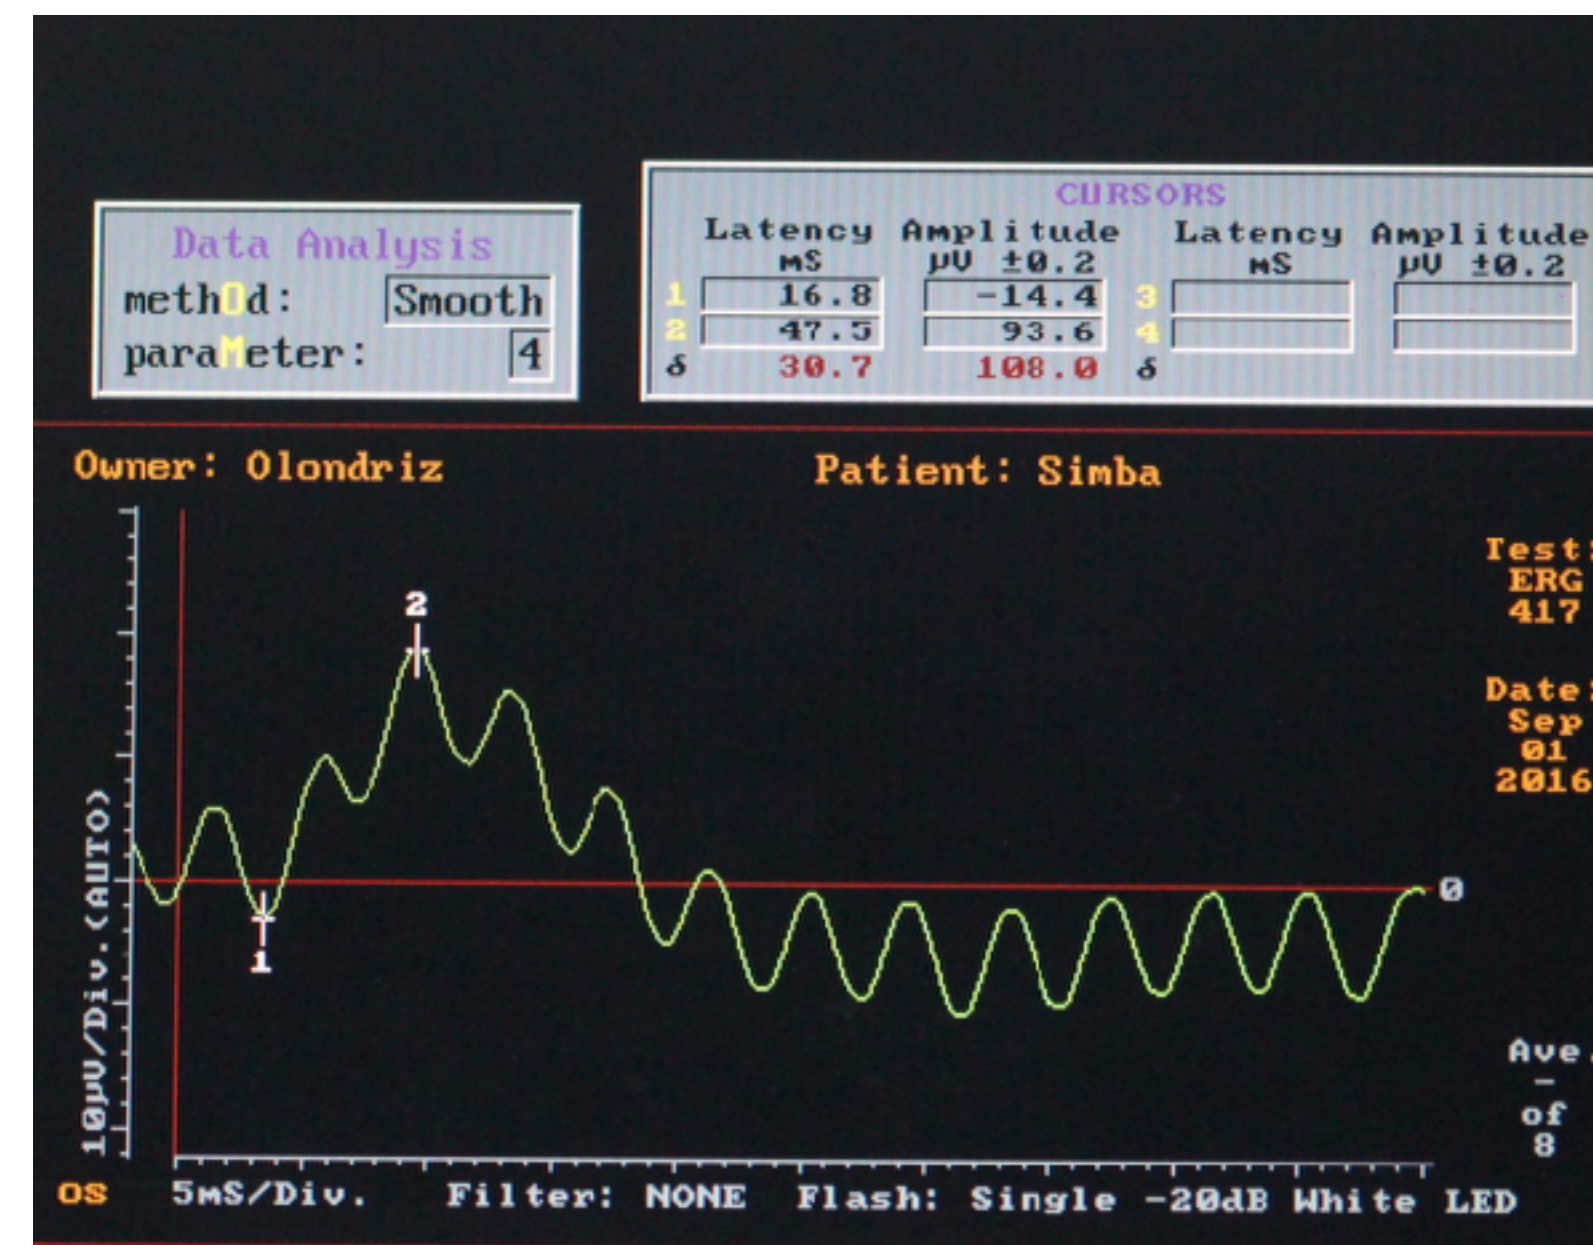 CURSORS
Data Analysis
methOd: Smooth
paraMeter: 4
Latency Amplitude Latency Amplitude
mS µV ±0.2 mS µV ±0.2
1 16.8 -14.4 3
2 47.5 93.6 4
δ 30.7 108.0 δ
Owner: Olondriz Patient: Simba
Test:
ERG
417
Date:
Sep
01
2016
2
1
0
10µV/Div.(AUTO)
Ave.
-
of
8
OS 5mS/Div. Filter: NONE Flash: Single -20dB White LED